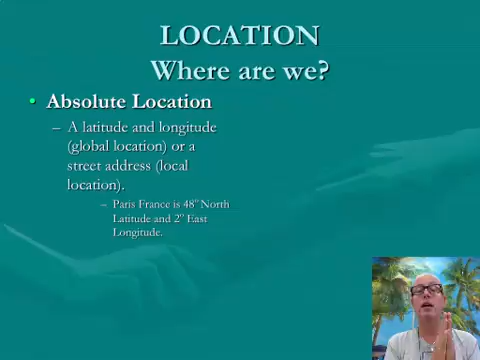 LOCATION
Where are we?
• Absolute Location
– A latitude and longitude
(global location) or a
street address (local
location).
– Paris France is 48° North
Latitude and 2° East
Longitude.